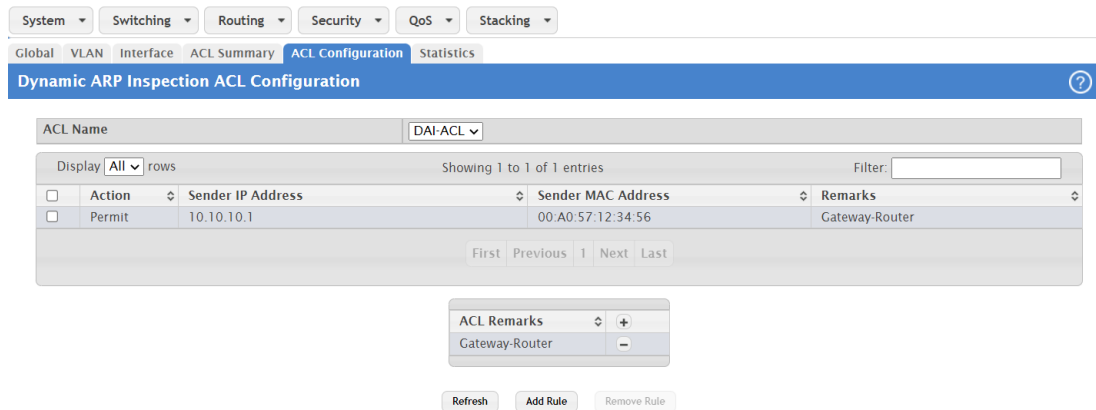 System Switching Routing Security QoS Stacking
Global VLAN Interface ACL Summary ACL Configuration Statistics
Dynamic ARP Inspection ACL Configuration ?
ACL Name DAI-ACL
Display All rows Showing 1 to 1 of 1 entries Filter:
Action Sender IP Address Sender MAC Address Remarks
Permit 10.10.10.1 00:A0:57:12:34:56 Gateway-Router
First Previous 1 Next Last
ACL Remarks +
Gateway-Router −
Refresh Add Rule Remove Rule